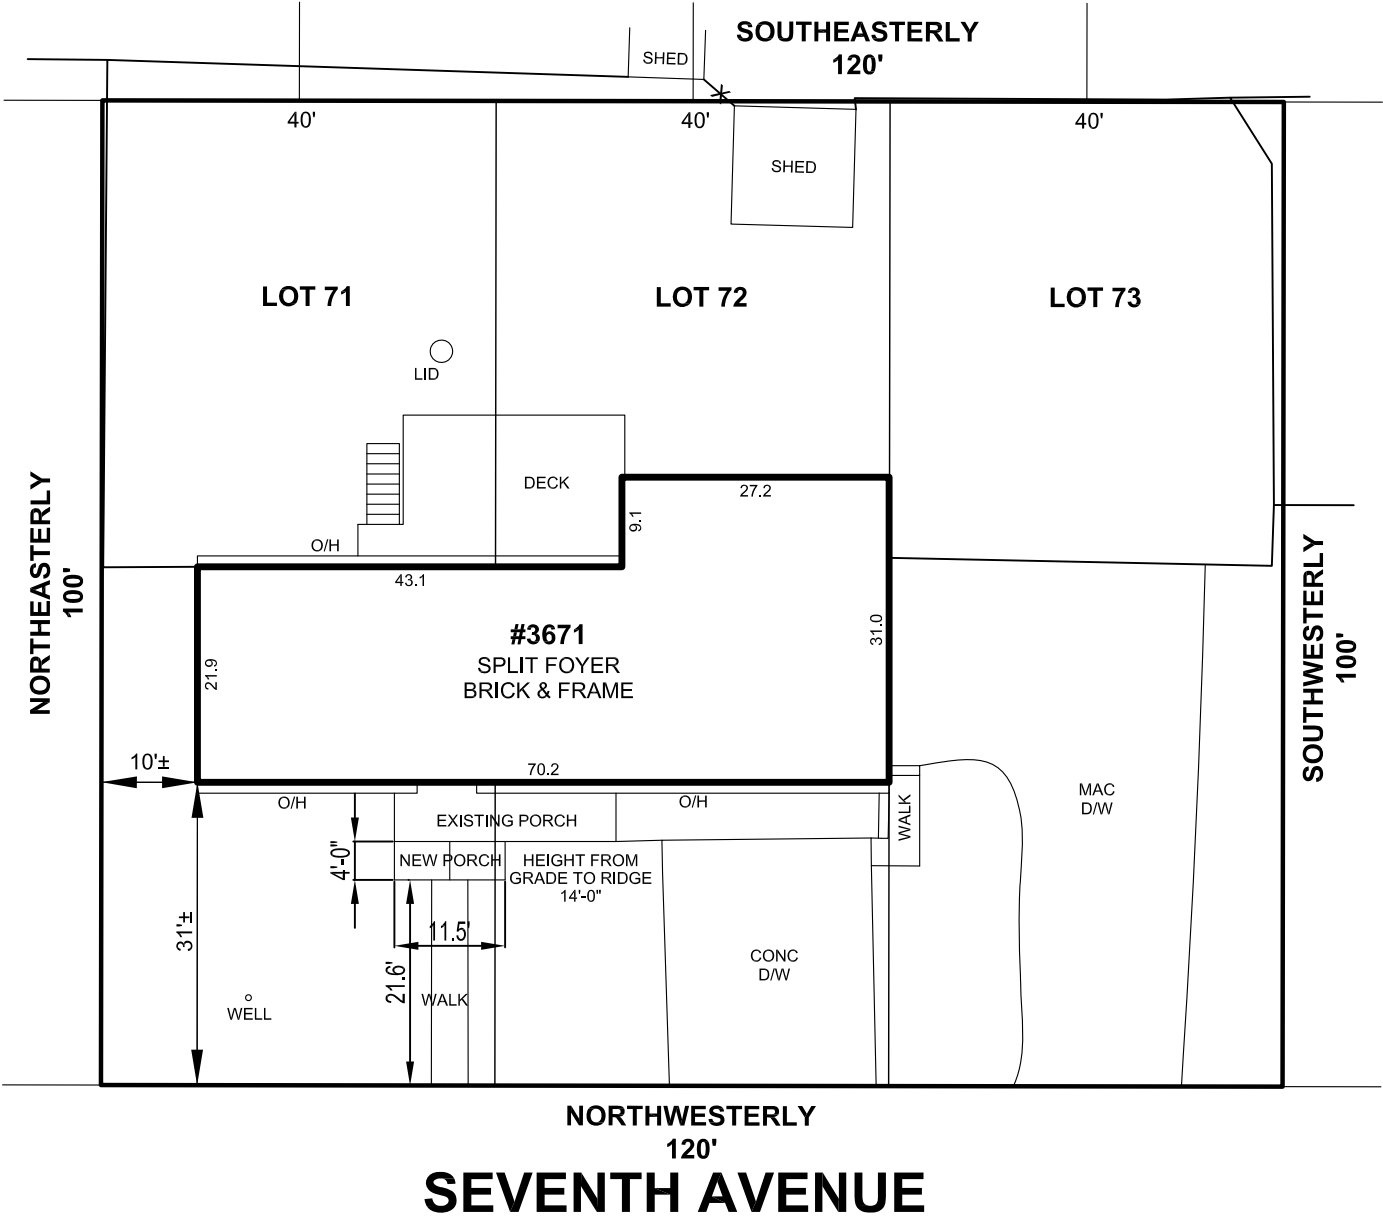 SOUTHEASTERLY
120'
SHED
40'
40'
40'
SHED
LOT 71
LOT 72
LOT 73
LID
DECK
27.2
9.1
O/H
43.1
NORTHEASTERLY
100'
SOUTHWESTERLY
100'
#3671
SPLIT FOYER
BRICK & FRAME
21.9
31.0
10'±
70.2
O/H
O/H
MAC
D/W
WALK
EXISTING PORCH
4'-0"
NEW PORCH
HEIGHT FROM
GRADE TO RIDGE
14'-0"
31'±
11.5'
21.6'
WALK
CONC
D/W
WELL
NORTHWESTERLY
120'
SEVENTH AVENUE